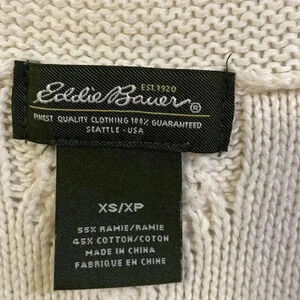 EST. 1920
Eddie Bauer®
FINEST QUALITY CLOTHING 100% GUARANTEED
SEATTLE - USA
XS/XP
55% RAMIE/RAMIE
45% COTTON/COTON
MADE IN CHINA
FABRIQUE EN CHINE